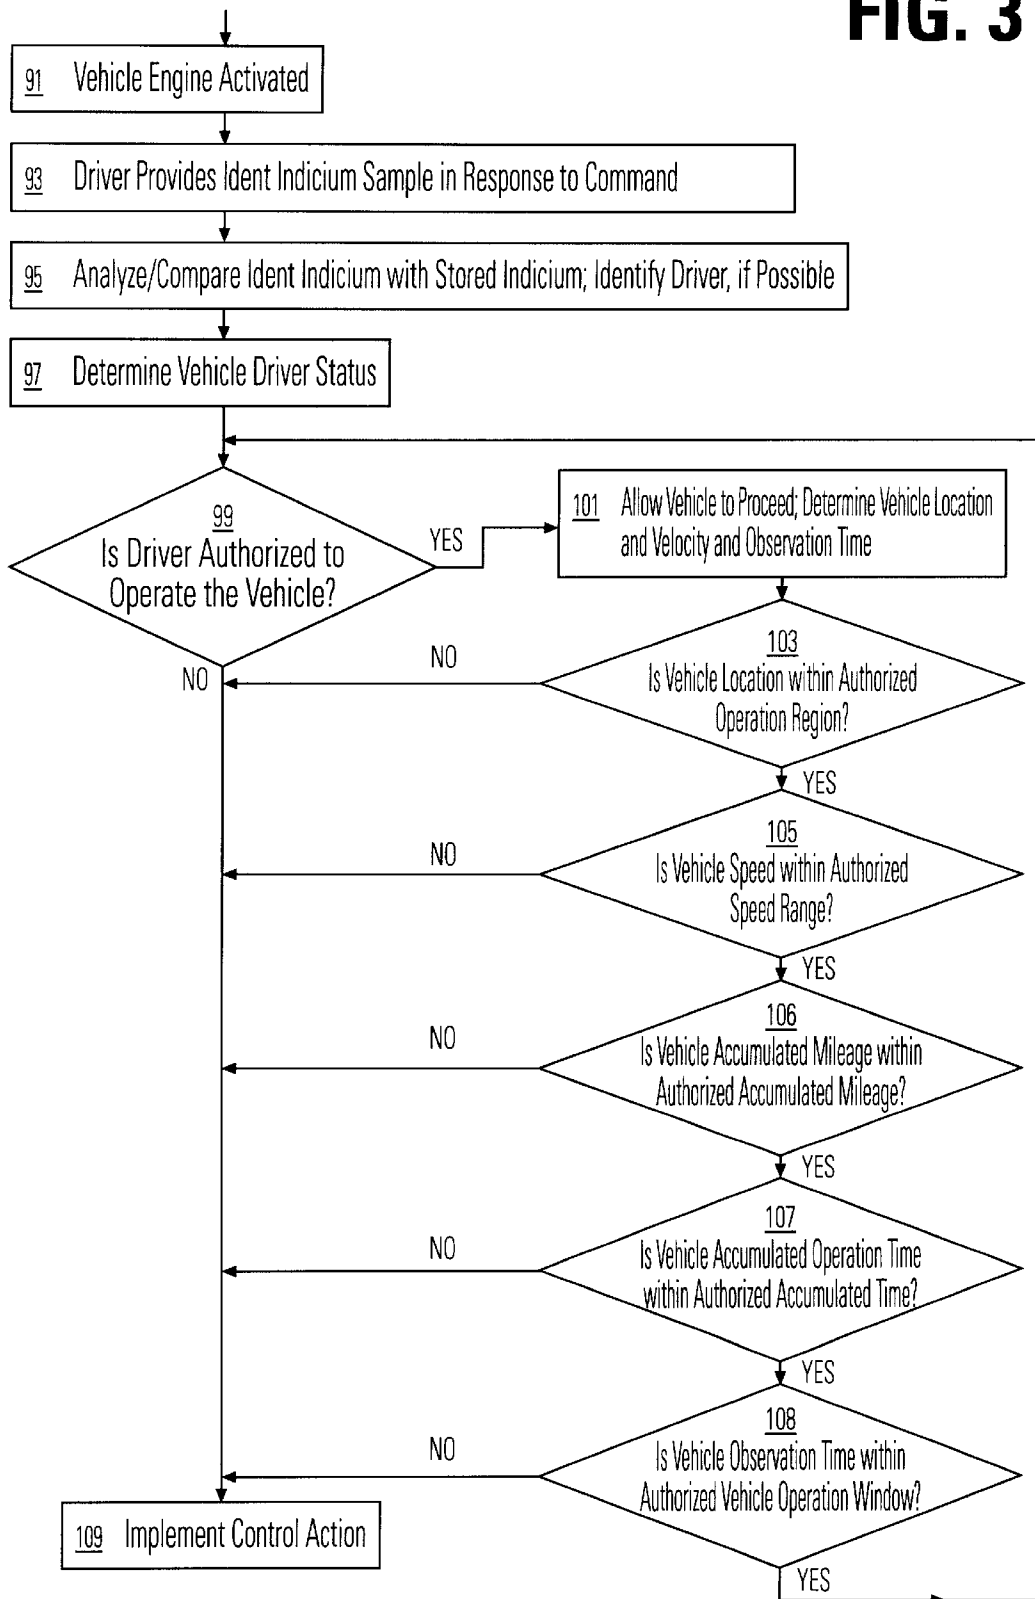 FIG. 3
91 Vehicle Engine Activated
93 Driver Provides Ident Indicium Sample in Response to Command
95 Analyze/Compare Ident Indicium with Stored Indicium; Identify Driver, if Possible
97 Determine Vehicle Driver Status
99
Is Driver Authorized to
Operate the Vehicle?
YES
NO
101 Allow Vehicle to Proceed; Determine Vehicle Location
and Velocity and Observation Time
103
Is Vehicle Location within Authorized
Operation Region?
NO
YES
105
Is Vehicle Speed within Authorized
Speed Range?
NO
YES
106
Is Vehicle Accumulated Mileage within
Authorized Accumulated Mileage?
NO
YES
107
Is Vehicle Accumulated Operation Time
within Authorized Accumulated Time?
NO
YES
108
Is Vehicle Observation Time within
Authorized Vehicle Operation Window?
NO
YES
109 Implement Control Action